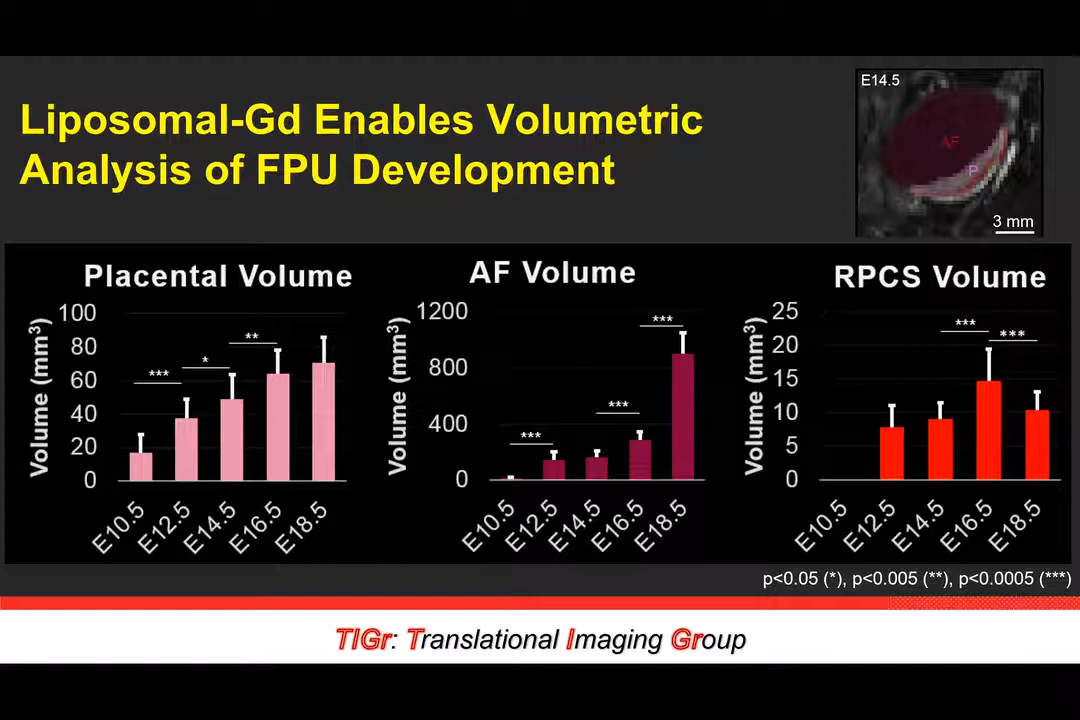 Liposomal-Gd Enables Volumetric
Analysis of FPU Development
E14.5
AF
P
3 mm
Placental Volume
Volume (mm³)
100
80
60
40
20
0
***
*
**
E10.5
E12.5
E14.5
E16.5
E18.5
AF Volume
Volume (mm³)
1200
800
400
0
***
***
***
E10.5
E12.5
E14.5
E16.5
E18.5
RPCS Volume
Volume (mm³)
25
20
15
10
5
0
***
***
E10.5
E12.5
E14.5
E16.5
E18.5
p<0.05 (*), p<0.005 (**), p<0.0005 (***)
TIGr: Translational Imaging Group